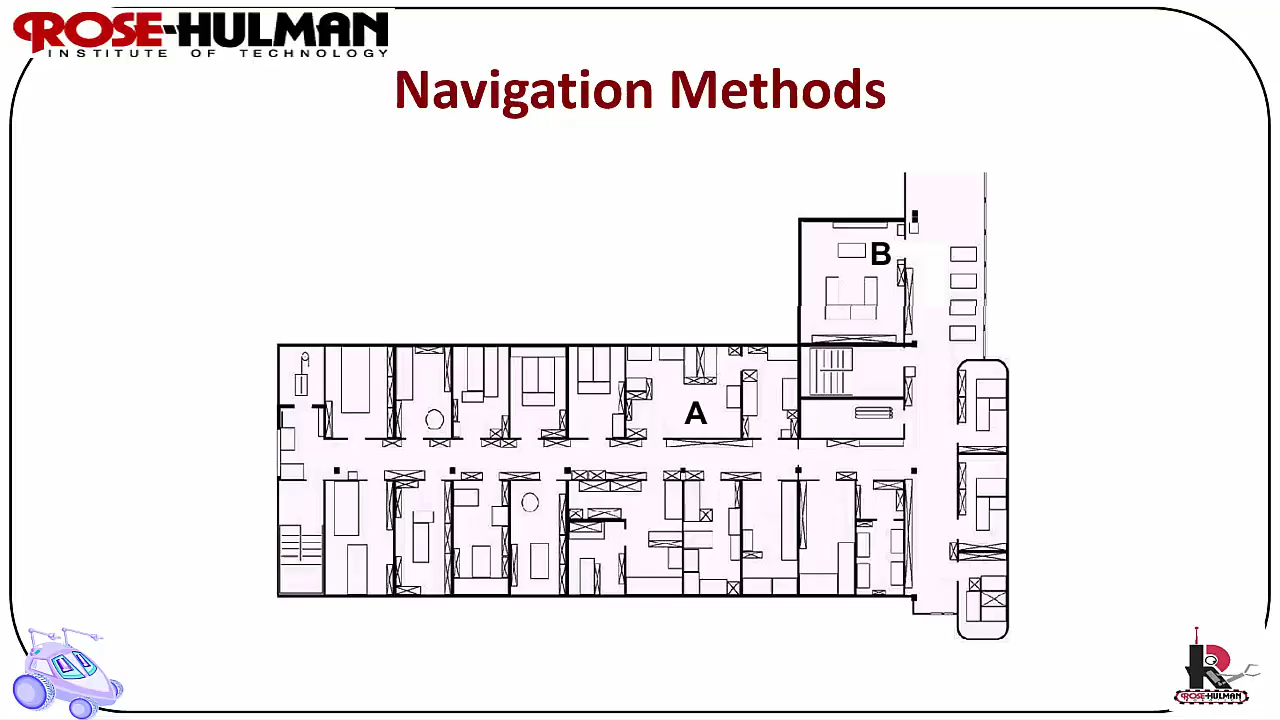 ROSE-HULMAN
INSTITUTE OF TECHNOLOGY
Navigation Methods
B
A
ROSE-HULMAN